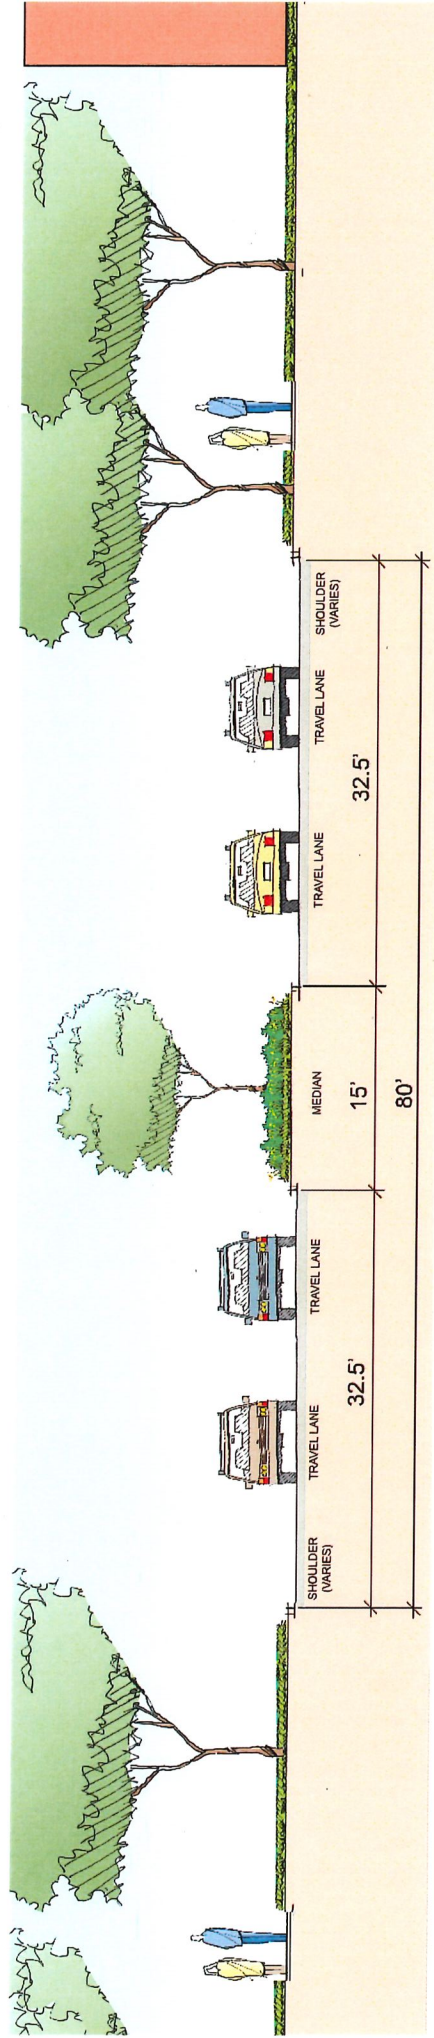 SHOULDER
(VARIES)
TRAVEL LANE
TRAVEL LANE
MEDIAN
TRAVEL LANE
TRAVEL LANE
SHOULDER
(VARIES)
32.5'
15'
32.5'
80'